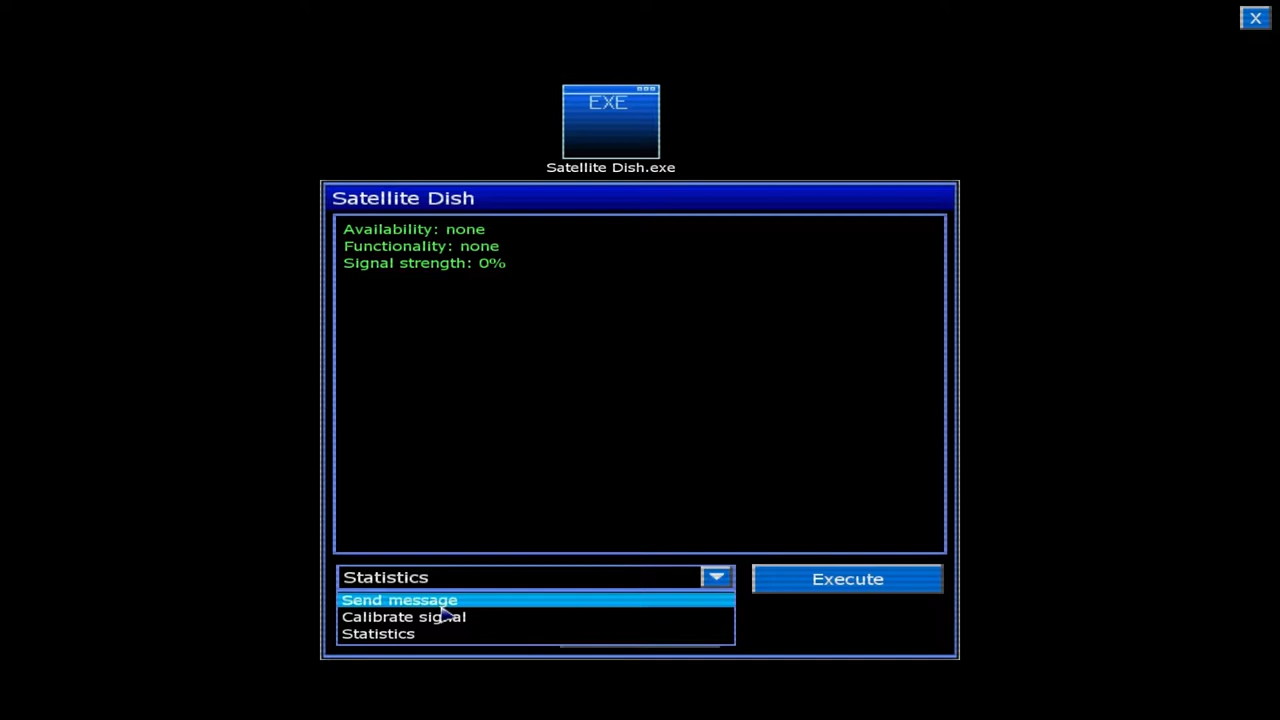 X
EXE
Satellite Dish.exe
Satellite Dish
Availability: none
Functionality: none
Signal strength: 0%
Statistics
Execute
Send message
Calibrate signal
Statistics